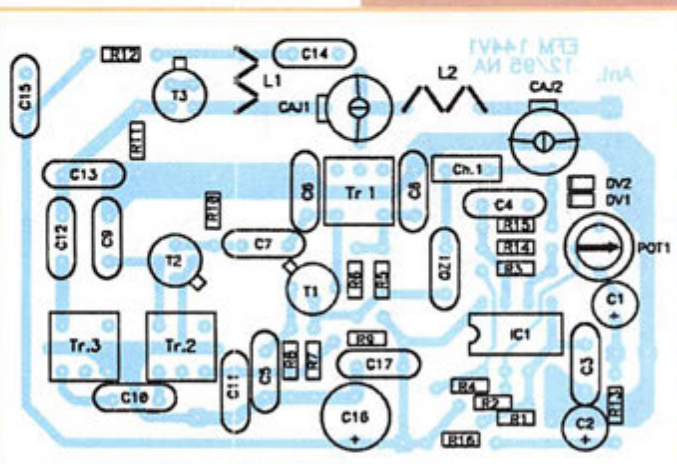 R12
C14
EFM 144V1
12/95 NA
Ant.
C15
T3
L1
L2
CAJ1
CAJ2
R11
C13
C6
Tr 1
C8
Ch.1
DV2
DV1
C4
R10
C12
C9
C7
R15
R14
R3
POT1
T2
T1
R6
R5
QZ1
C1
+
Tr.3
Tr.2
R8
R7
R9
IC1
C17
C3
C10
C11
C5
R4
R2
R1
R13
C16
+
C2
+
R16